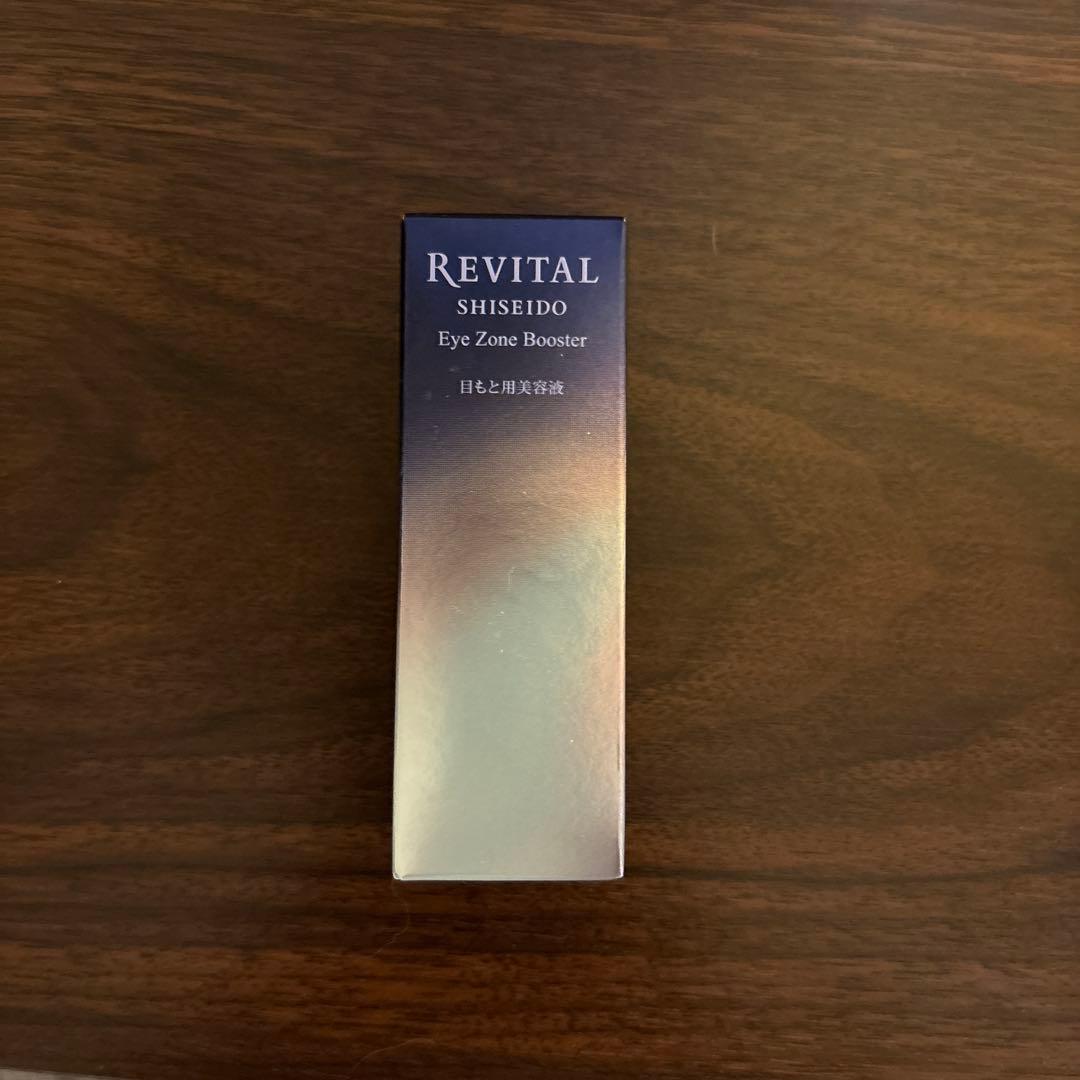 REVITAL
SHISEIDO
Eye Zone Booster
目もと用美容液